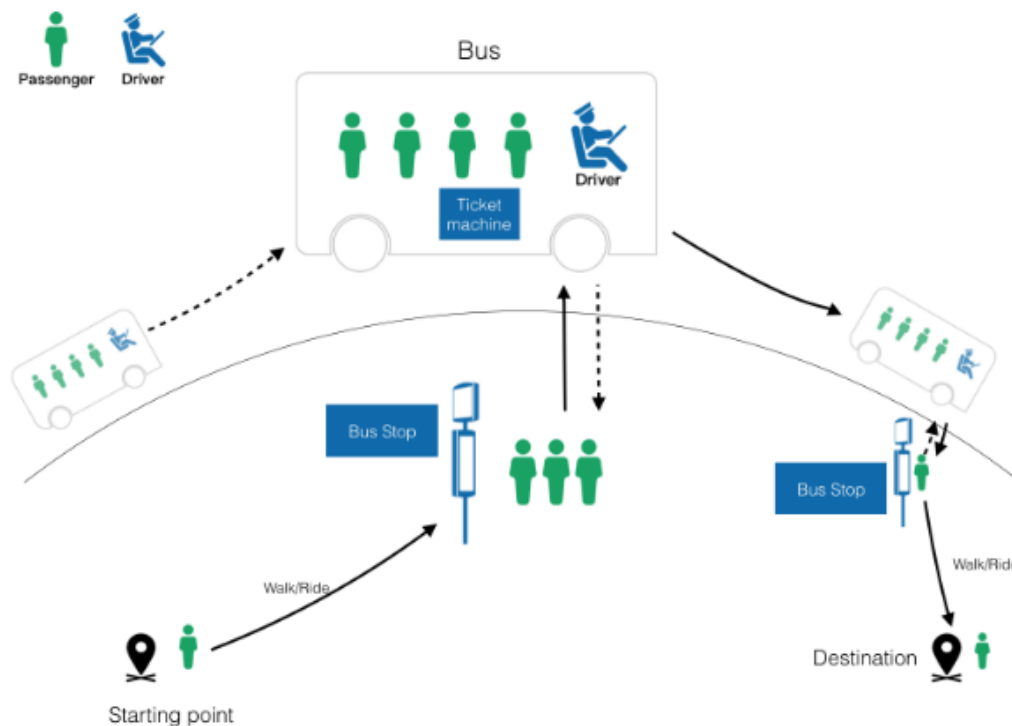 Passenger
Driver
Bus
Driver
Ticket
machine
Bus Stop
Bus Stop
Walk/Ride
Walk/Ride
Destination
Starting point